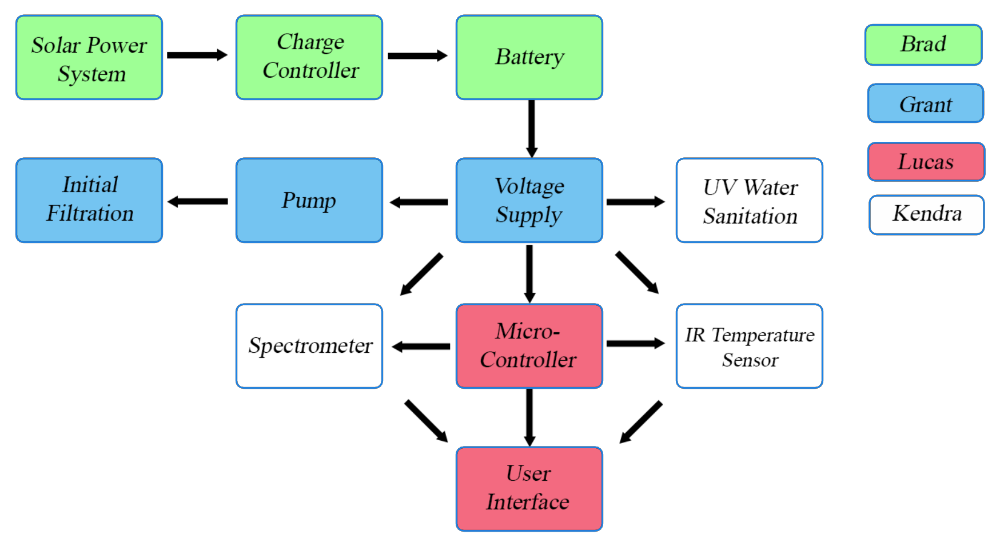 Solar Power
System
Charge
Controller
Battery
Brad
Grant
Lucas
Kendra
Initial
Filtration
Pump
Voltage
Supply
UV Water
Sanitation
Spectrometer
Micro-
Controller
IR Temperature
Sensor
User
Interface